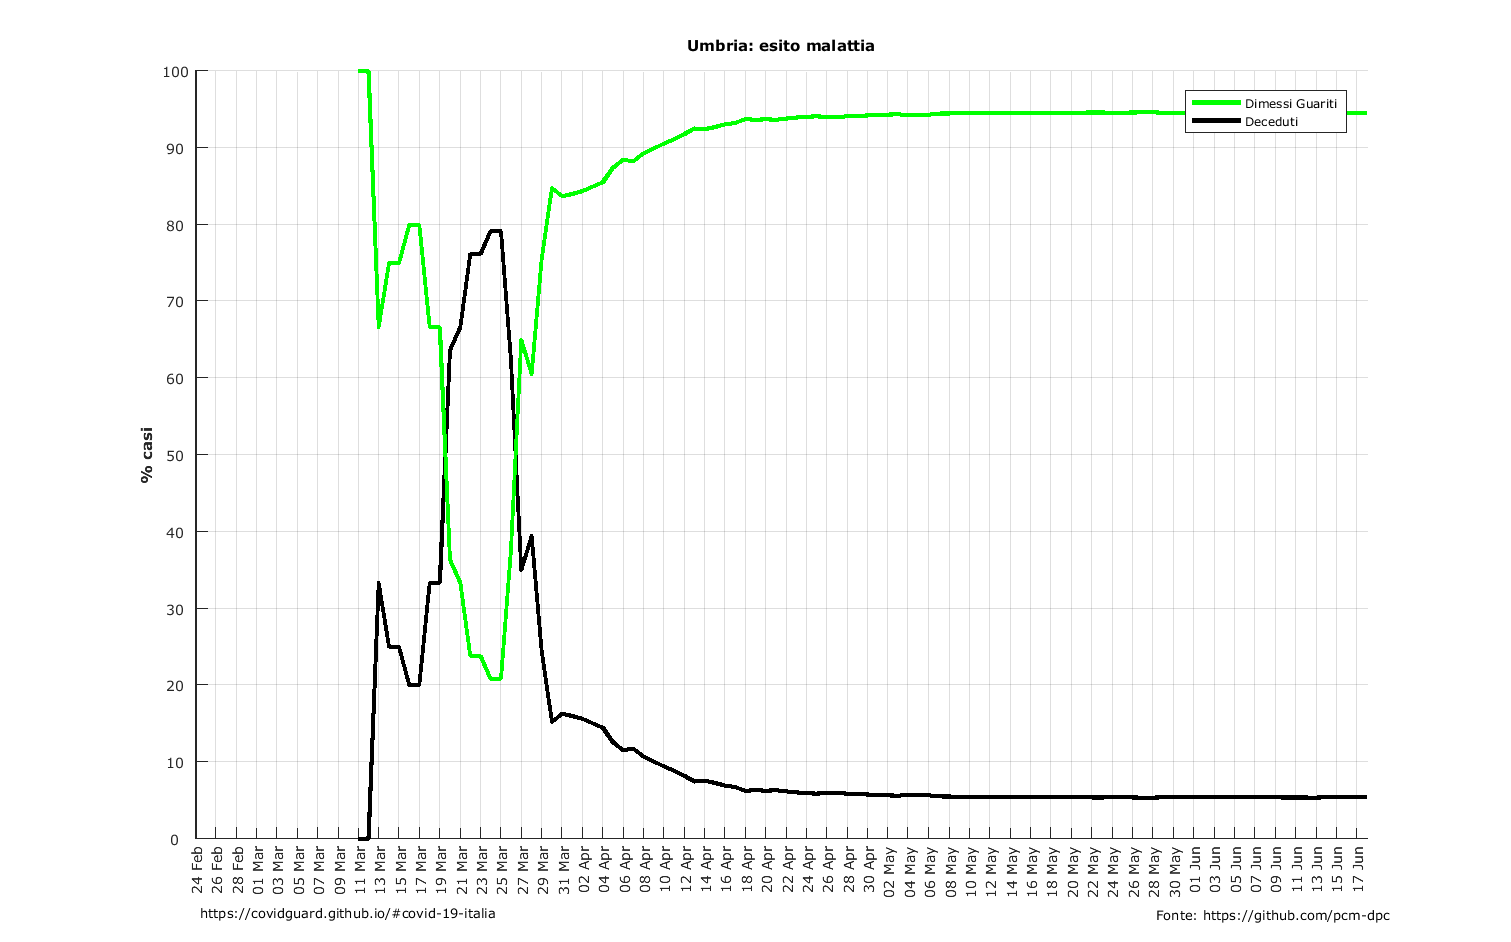 Umbria: esito malattia
Dimessi Guariti
Deceduti
% casi
100
90
80
70
60
50
40
30
20
10
0
24 Feb
26 Feb
28 Feb
01 Mar
03 Mar
05 Mar
07 Mar
09 Mar
11 Mar
13 Mar
15 Mar
17 Mar
19 Mar
21 Mar
23 Mar
25 Mar
27 Mar
29 Mar
31 Mar
02 Apr
04 Apr
06 Apr
08 Apr
10 Apr
12 Apr
14 Apr
16 Apr
18 Apr
20 Apr
22 Apr
24 Apr
26 Apr
28 Apr
30 Apr
02 May
04 May
06 May
08 May
10 May
12 May
14 May
16 May
18 May
20 May
22 May
24 May
26 May
28 May
30 May
01 Jun
03 Jun
05 Jun
07 Jun
09 Jun
11 Jun
13 Jun
15 Jun
17 Jun
https://covidguard.github.io/#covid-19-italia
Fonte: https://github.com/pcm-dpc